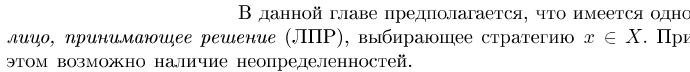 В данной главе предполагается, что имеется одно
лицо, принимающее решение (ЛПР), выбирающее стратегию x ∈ X. При
этом возможно наличие неопределенностей.